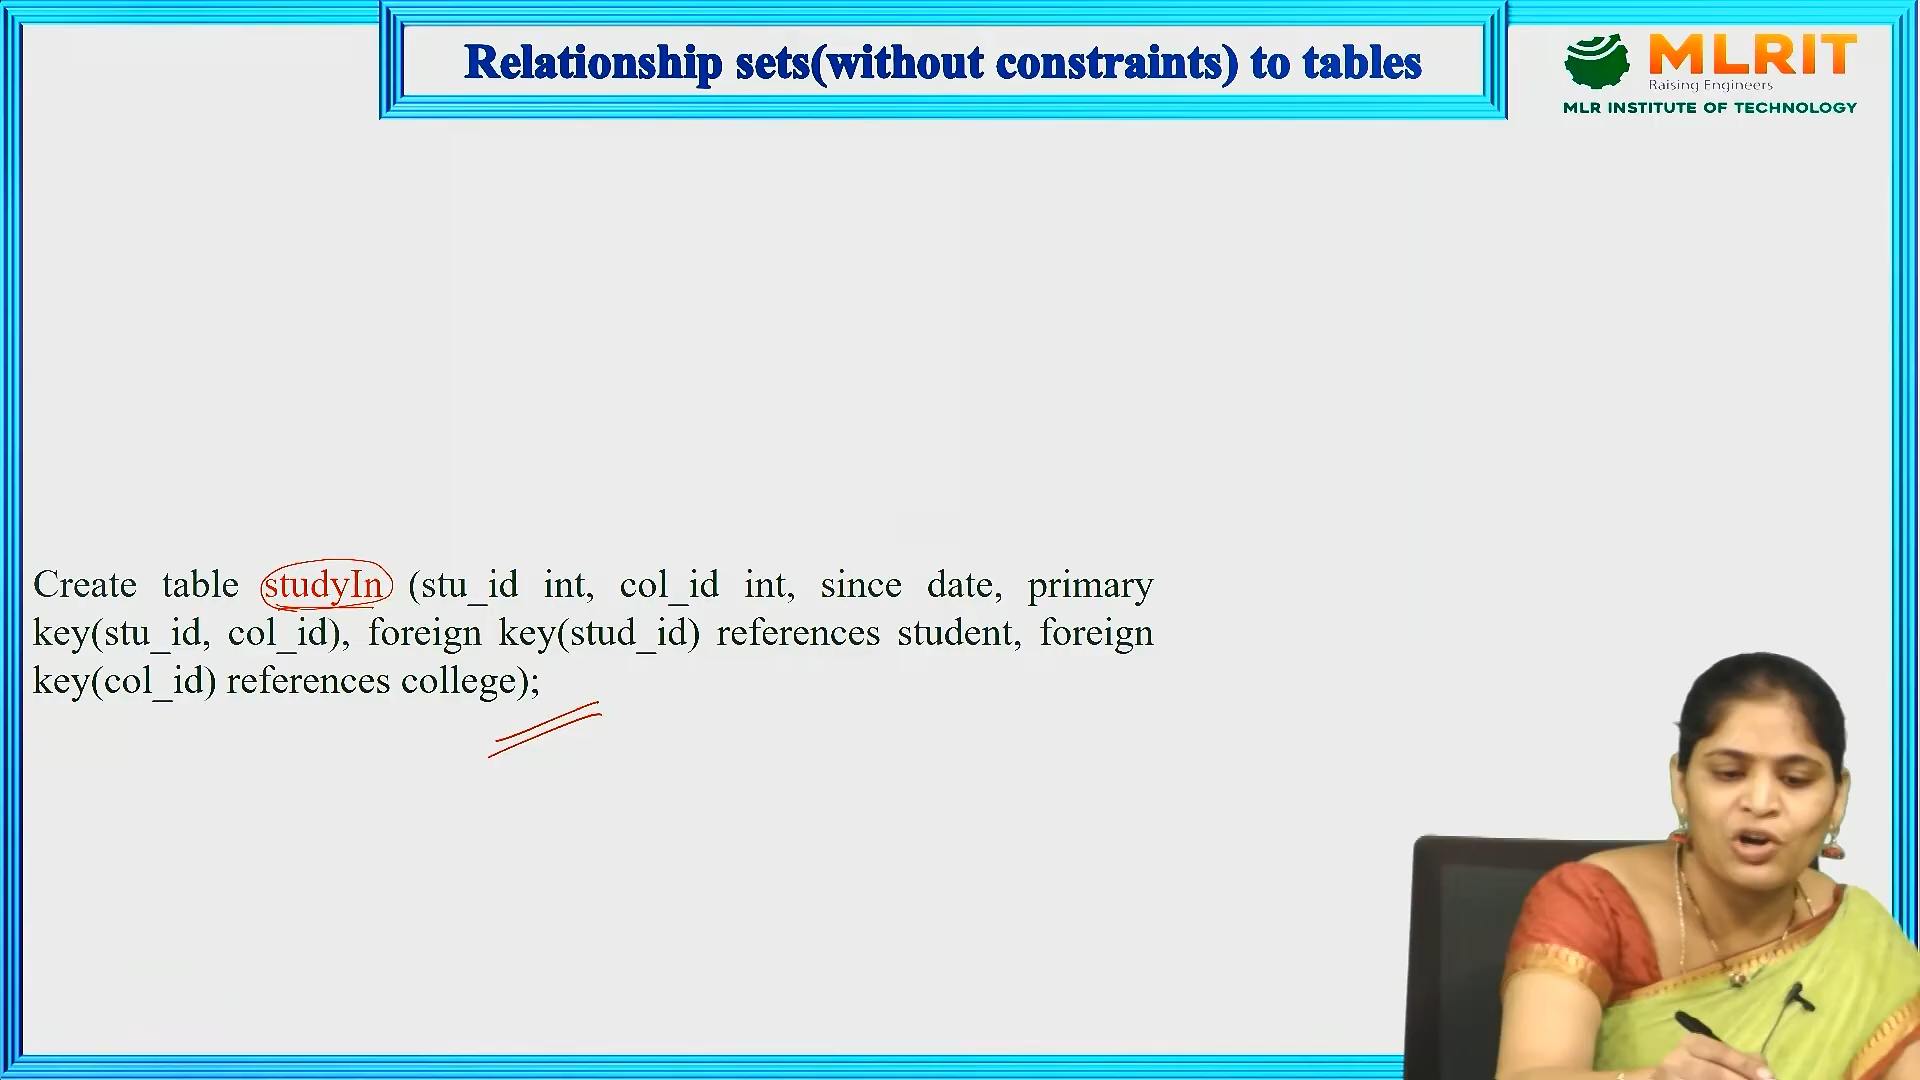 Relationship sets(without constraints) to tables
MLRIT
Raising Engineers
MLR INSTITUTE OF TECHNOLOGY
Create table studyIn (stu_id int, col_id int, since date, primary
key(stu_id, col_id), foreign key(stud_id) references student, foreign
key(col_id) references college);